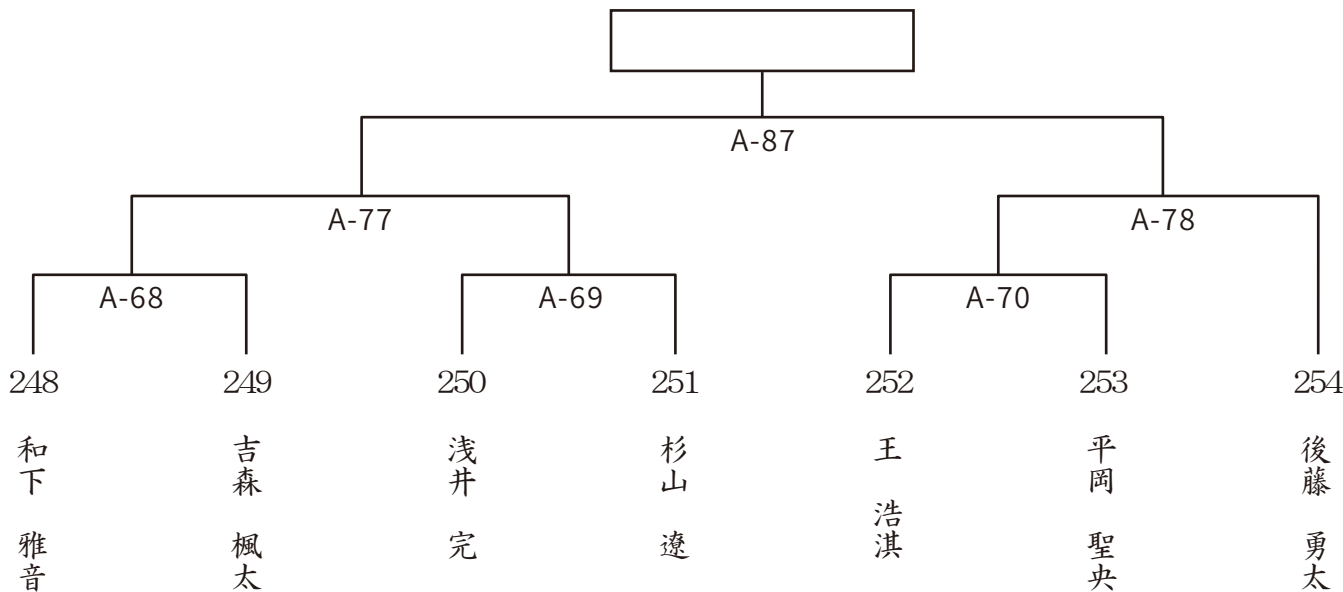 A-87
A-77
A-78
A-68
A-69
A-70
248
249
250
251
252
253
254
和下 雅音
吉森 楓太
浅井 完
杉山 遼
王 浩淇
平岡 聖央
後藤 勇太